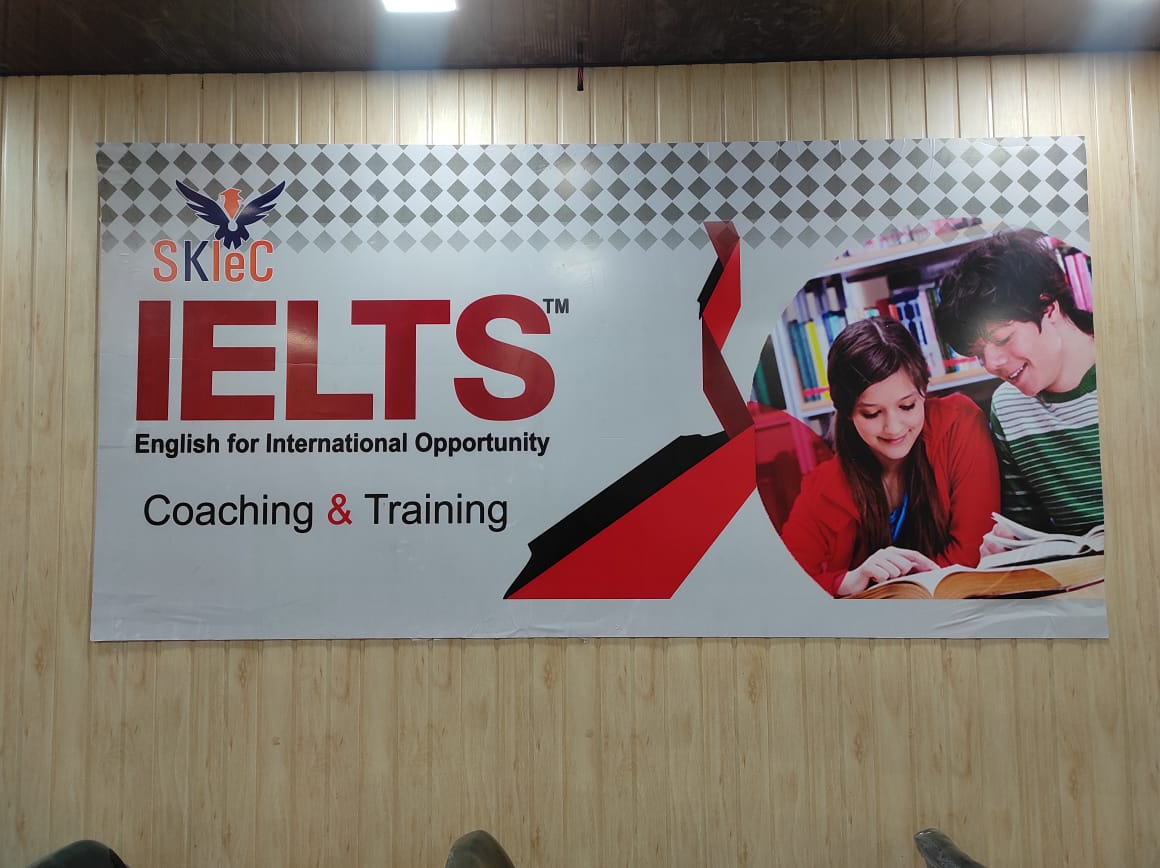 SKIeC
IELTS™
English for International Opportunity
Coaching & Training